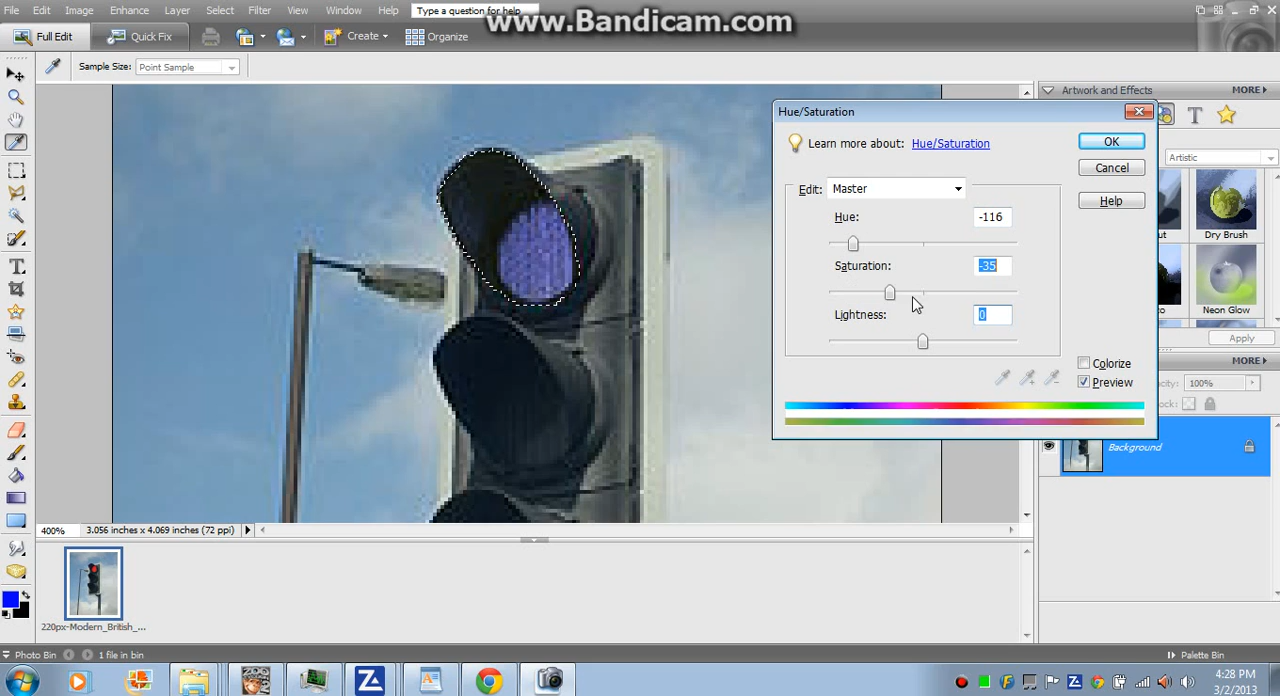 File Edit Image Enhance Layer Select Filter View Window Help Type a question for help
www.Bandicam.com
Full Edit Quick Fix Create Organize
Sample Size: Point Sample
Artwork and Effects MORE
Hue/Saturation
Learn more about: Hue/Saturation OK
Cancel
Edit: Master Help
Hue: -116
Saturation: -35
Lightness: 0
Colorize
Preview
T
Artistic
Dry Brush
Neon Glow
Apply
MORE
100%
Background
400% 3.056 inches x 4.069 inches (72 ppi)
220px-Modern_British_...
Photo Bin 1 file in bin Palette Bin
4:28 PM
3/2/2013